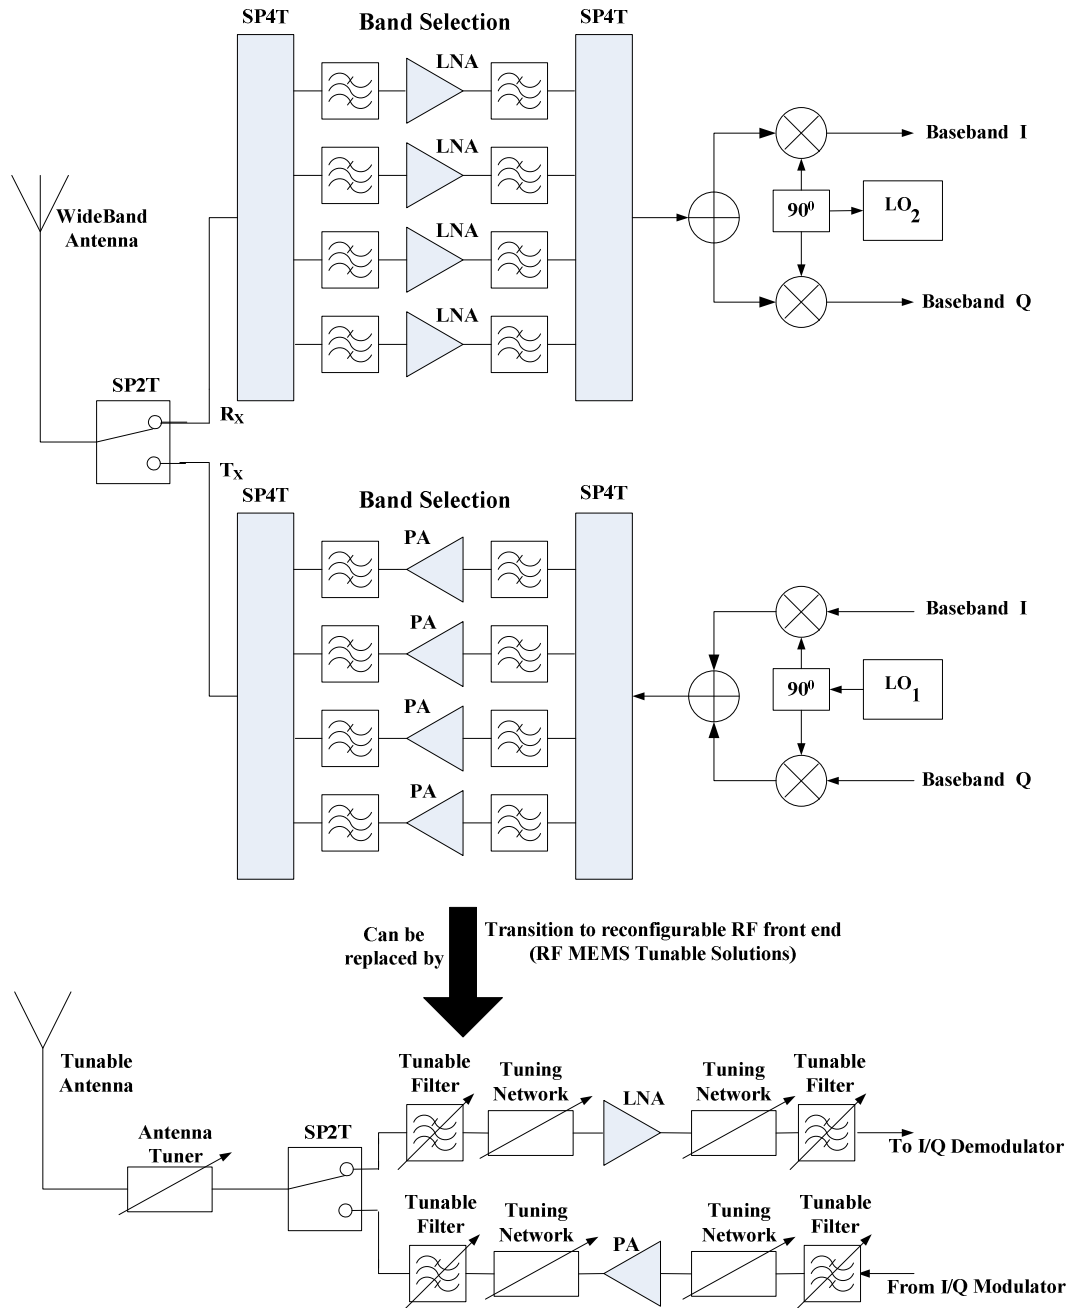 SP4T
Band Selection
SP4T
LNA
LNA
LNA
LNA
WideBand
Antenna
Baseband I
90⁰
LO₂
Baseband Q
SP2T
Rₓ
Tₓ
SP4T
Band Selection
SP4T
PA
PA
PA
PA
Baseband I
90⁰
LO₁
Baseband Q
Can be
replaced by
Transition to reconfigurable RF front end
(RF MEMS Tunable Solutions)
Tunable
Antenna
Antenna
Tuner
SP2T
Tunable
Filter
Tuning
Network
LNA
Tuning
Network
Tunable
Filter
To I/Q Demodulator
Tunable
Filter
Tuning
Network
PA
Tuning
Network
Tunable
Filter
From I/Q Modulator